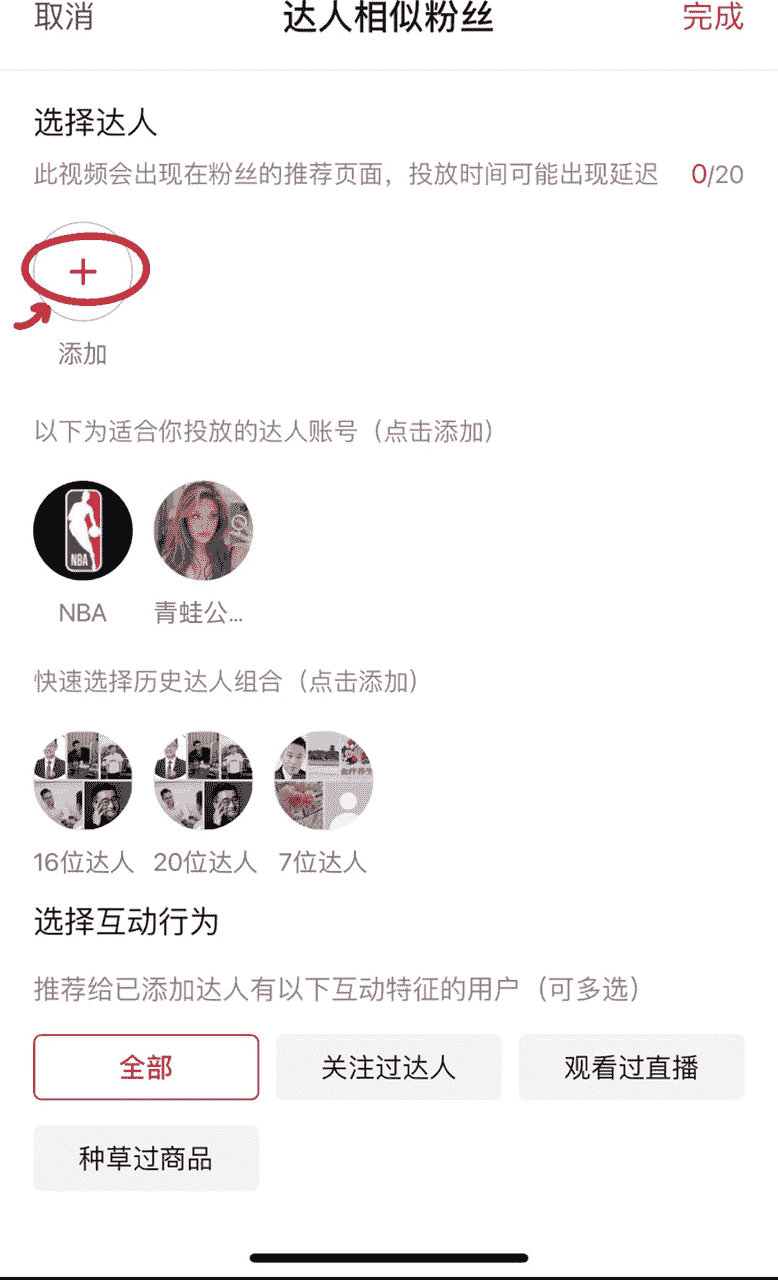 取消 达人相似粉丝 完成
选择达人
此视频会出现在粉丝的推荐页面，投放时间可能出现延迟 0/20
添加
以下为适合你投放的达人账号（点击添加）
NBA
NBA 青蛙公...
快速选择历史达人组合（点击添加）
16位达人 20位达人 7位达人
选择互动行为
推荐给已添加达人有以下互动特征的用户（可多选）
全部 关注过达人 观看过直播
种草过商品